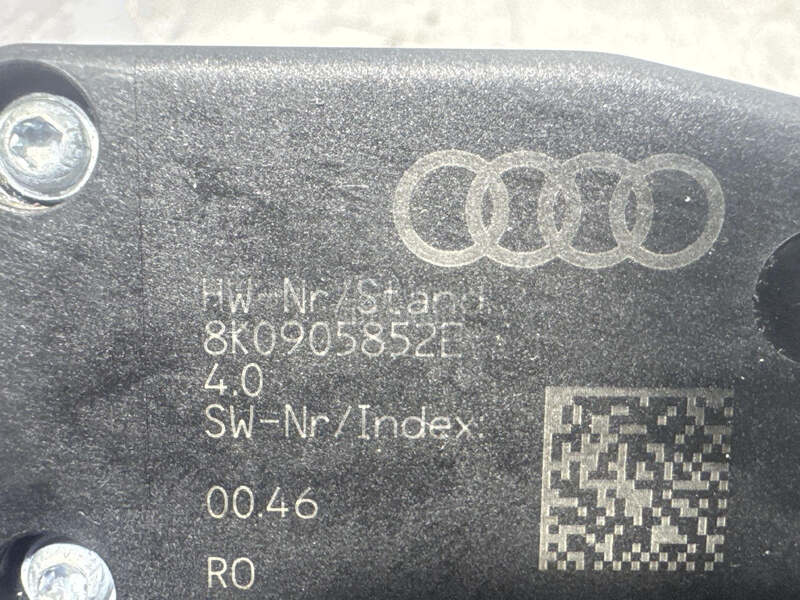 HW-Nr/Stand
8K0905852E
4.0
SW-Nr/Index:
00.46
RO